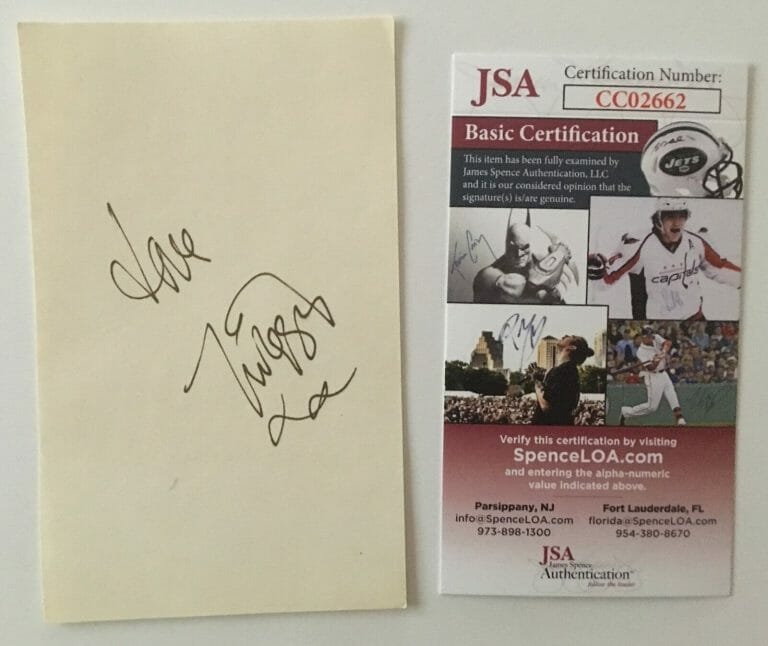 Love
Twiggy
xx
JSA
Certification Number:
CC02662
Basic Certification
This item has been fully examined by
James Spence Authentication, LLC
and it is our considered opinion that the
signature(s) is/are genuine.
JETS
capitals
Verify this certification by visiting
SpenceLOA.com
and entering the alpha-numeric
value indicated above.
Parsippany, NJ
info@SpenceLOA.com
973-898-1300
Fort Lauderdale, FL
florida@SpenceLOA.com
954-380-8670
JSA
James Spence
Authentication
follow the leader